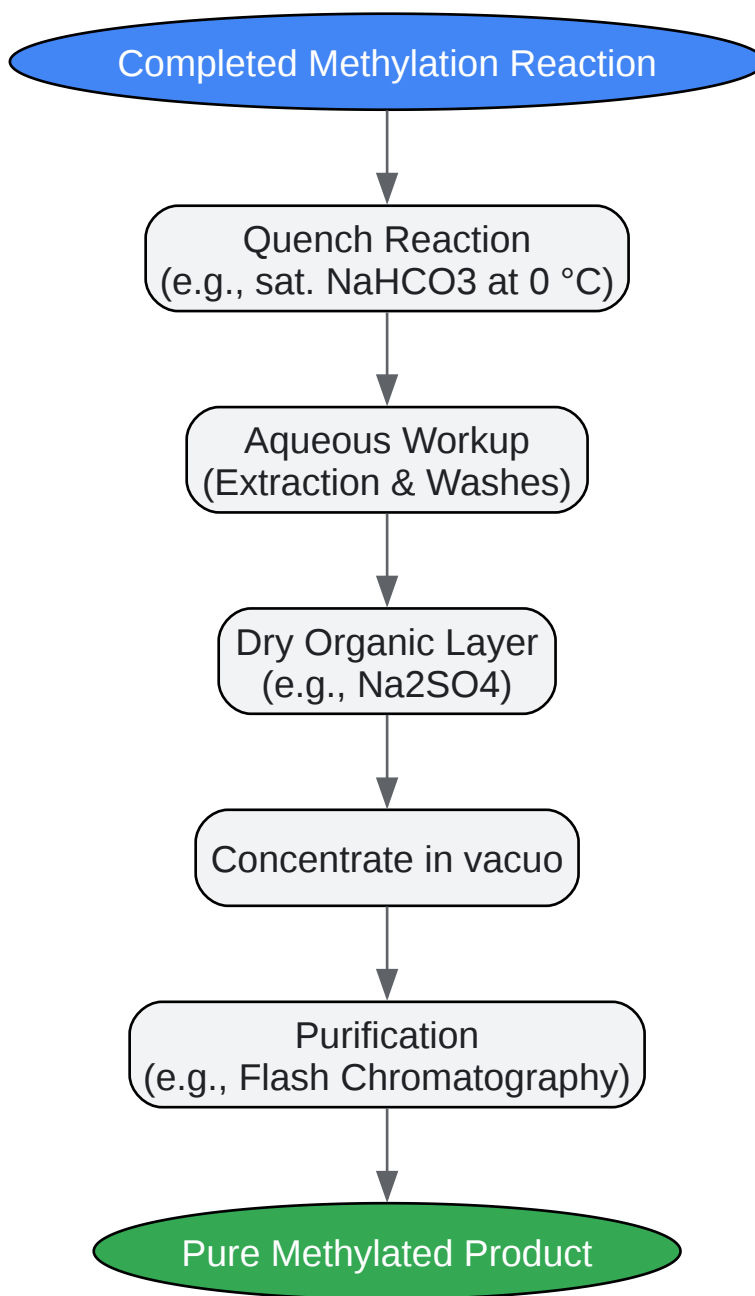 Completed Methylation Reaction
Quench Reaction
(e.g., sat. NaHCO3 at 0 °C)
Aqueous Workup
(Extraction & Washes)
Dry Organic Layer
(e.g., Na2SO4)
Concentrate in vacuo
Purification
(e.g., Flash Chromatography)
Pure Methylated Product